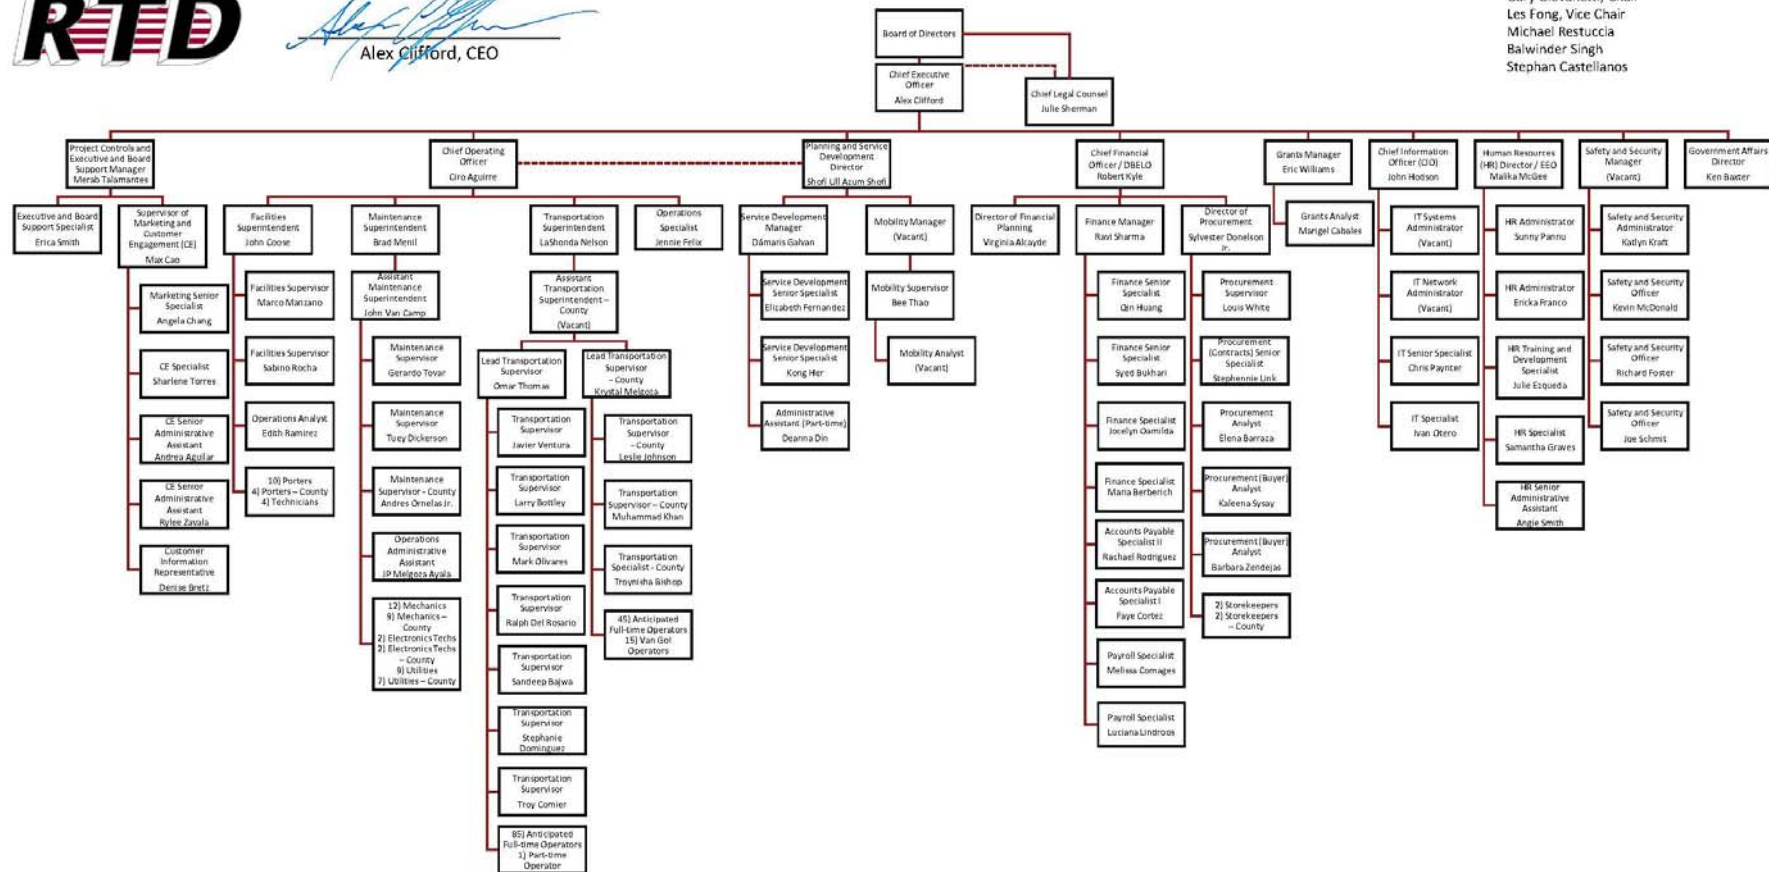 RTD
Alex Clifford, CEO
Les Fong, Vice Chair
Michael Restuccia
Balwinder Singh
Stephan Castellanos
Board of Directors
Chief Executive
Officer
Alex Clifford
Chief Legal Counsel
Julie Sherman
Project Controls and
Executive and Board
Support Manager
Merab Talamantes
Chief Operating
Officer
Ciro Aguirre
Planning and Service
Development
Director
Shofi Ull Azum Shofi
Chief Financial
Officer / DBELO
Robert Kyle
Grants Manager
Eric Williams
Chief Information
Officer (CIO)
John Hodson
Human Resources
(HR) Director / EEO
Malika McGee
Safety and Security
Manager
(Vacant)
Government Affairs
Director
Ken Baxter
Executive and Board
Support Specialist
Erica Smith
Supervisor of
Marketing and
Customer
Engagement (CE)
Max Cao
Marketing Senior
Specialist
Angela Chang
CE Specialist
Sharlene Torres
CE Senior
Administrative
Assistant
Andrea Aguilar
CE Senior
Administrative
Assistant
Rylee Zavala
Customer
Information
Representative
Denise Bretz
Facilities
Superintendent
John Coose
Facilities Supervisor
Marco Manzano
Facilities Supervisor
Sabino Rocha
Operations Analyst
Edith Ramirez
10) Porters
4) Porters – County
4) Technicians
Maintenance
Superintendent
Brad Menil
Assistant
Maintenance
Superintendent
John Van Camp
Maintenance
Supervisor
Gerardo Tovar
Maintenance
Supervisor
Tuey Dickerson
Maintenance
Supervisor - County
Andres Ornelas Jr.
Operations
Administrative
Assistant
JP Melgoza Ayala
12) Mechanics
9) Mechanics –
County
2) Electronics Techs
2) Electronics Techs
– County
9) Utilities
7) Utilities – County
Transportation
Superintendent
LaShonda Nelson
Assistant
Transportation
Superintendent –
County
(Vacant)
Lead Transportation
Supervisor
Omar Thomas
Transportation
Supervisor
Javier Ventura
Transportation
Supervisor
Larry Bottley
Transportation
Supervisor
Mark Olivares
Transportation
Supervisor
Ralph Del Rosario
Transportation
Supervisor
Sandeep Bajwa
Transportation
Supervisor
Stephanie
Dominguez
Transportation
Supervisor
Troy Comier
85) Anticipated
Full-time Operators
1) Part-time
Operator
Lead Transportation
Supervisor
- County
Krystal Melgoza
Transportation
Supervisor
- County
Leslie Johnson
Transportation
Supervisor – County
Muhammad Khan
Transportation
Specialist - County
Troynisha Bishop
45) Anticipated
Full-time Operators
15) Van Go!
Operators
Operations
Specialist
Jennie Felix
Service Development
Manager
Dámaris Galvan
Service Development
Senior Specialist
Elizabeth Fernandez
Service Development
Senior Specialist
Kong Her
Administrative
Assistant (Part-time)
Deanna Din
Mobility Manager
(Vacant)
Mobility Supervisor
Bee Thao
Mobility Analyst
(Vacant)
Director of Financial
Planning
Virginia Alcayde
Finance Manager
Ravi Sharma
Finance Senior
Specialist
Qin Huang
Finance Senior
Specialist
Syed Bukhari
Finance Specialist
Jocelyn Oamilda
Finance Specialist
Maria Berberich
Accounts Payable
Specialist II
Rachael Rodriguez
Accounts Payable
Specialist I
Faye Cortez
Payroll Specialist
Melissa Comages
Payroll Specialist
Luciana Lindroos
Director of
Procurement
Sylvester Donelson
Jr.
Procurement
Supervisor
Louis White
Procurement
(Contracts) Senior
Specialist
Stephennie Link
Procurement
Analyst
Elena Barraza
Procurement (Buyer)
Analyst
Kaleena Sysay
Procurement (Buyer)
Analyst
Barbara Zendejas
2) Storekeepers
2) Storekeepers
– County
Grants Analyst
Marigel Cabales
IT Systems
Administrator
(Vacant)
IT Network
Administrator
(Vacant)
IT Senior Specialist
Chris Paynter
IT Specialist
Ivan Otero
HR Administrator
Sunny Pannu
HR Administrator
Ericka Franco
HR Training and
Development
Specialist
Julie Ezqueda
HR Specialist
Samantha Graves
HR Senior
Administrative
Assistant
Angie Smith
Safety and Security
Administrator
Katlyn Kraft
Safety and Security
Officer
Kevin McDonald
Safety and Security
Officer
Richard Foster
Safety and Security
Officer
Joe Schmit